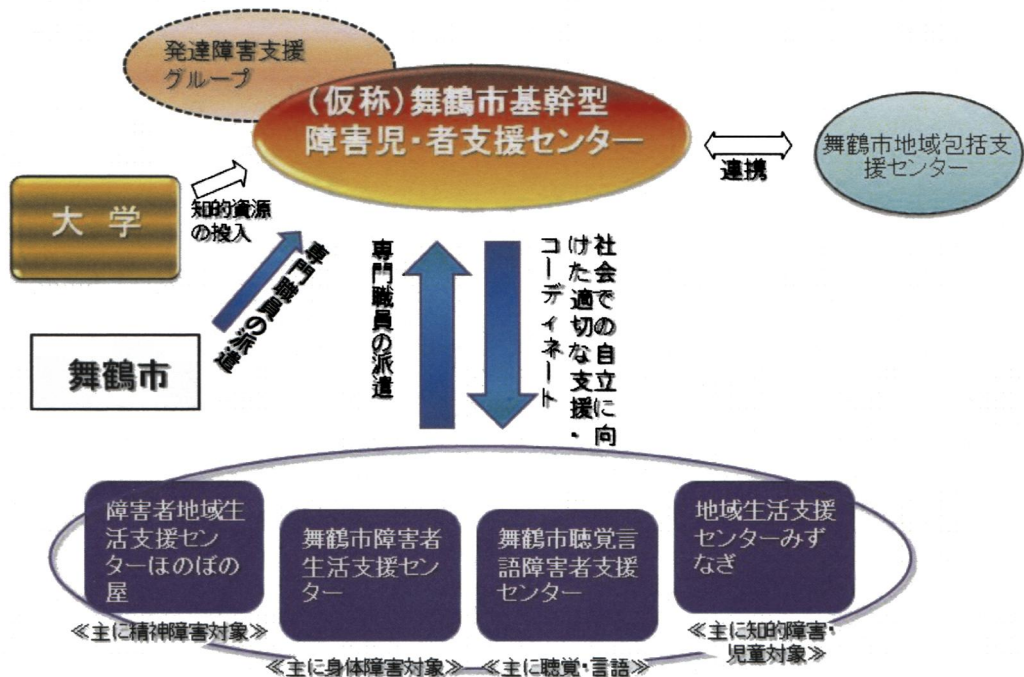 発達障害支援
グループ
(仮称)舞鶴市基幹型
障害児・者支援センター
舞鶴市地域包括支
援センター
連携
大 学
知的資源
の投入
専門職員の派遣
舞鶴市
専門職員の派遣
社会での自立に向
けた適切な支援・
コーディネート
障害者地域生
活支援セン
ターほのぼの
屋
≪主に精神障害対象≫
舞鶴市障害者
生活支援セン
ター
≪主に身体障害対象≫
舞鶴市聴覚言
語障害者支援
センター
≪主に聴覚・言語≫
地域生活支援
センターみず
なぎ
≪主に知的障害・
児童対象≫